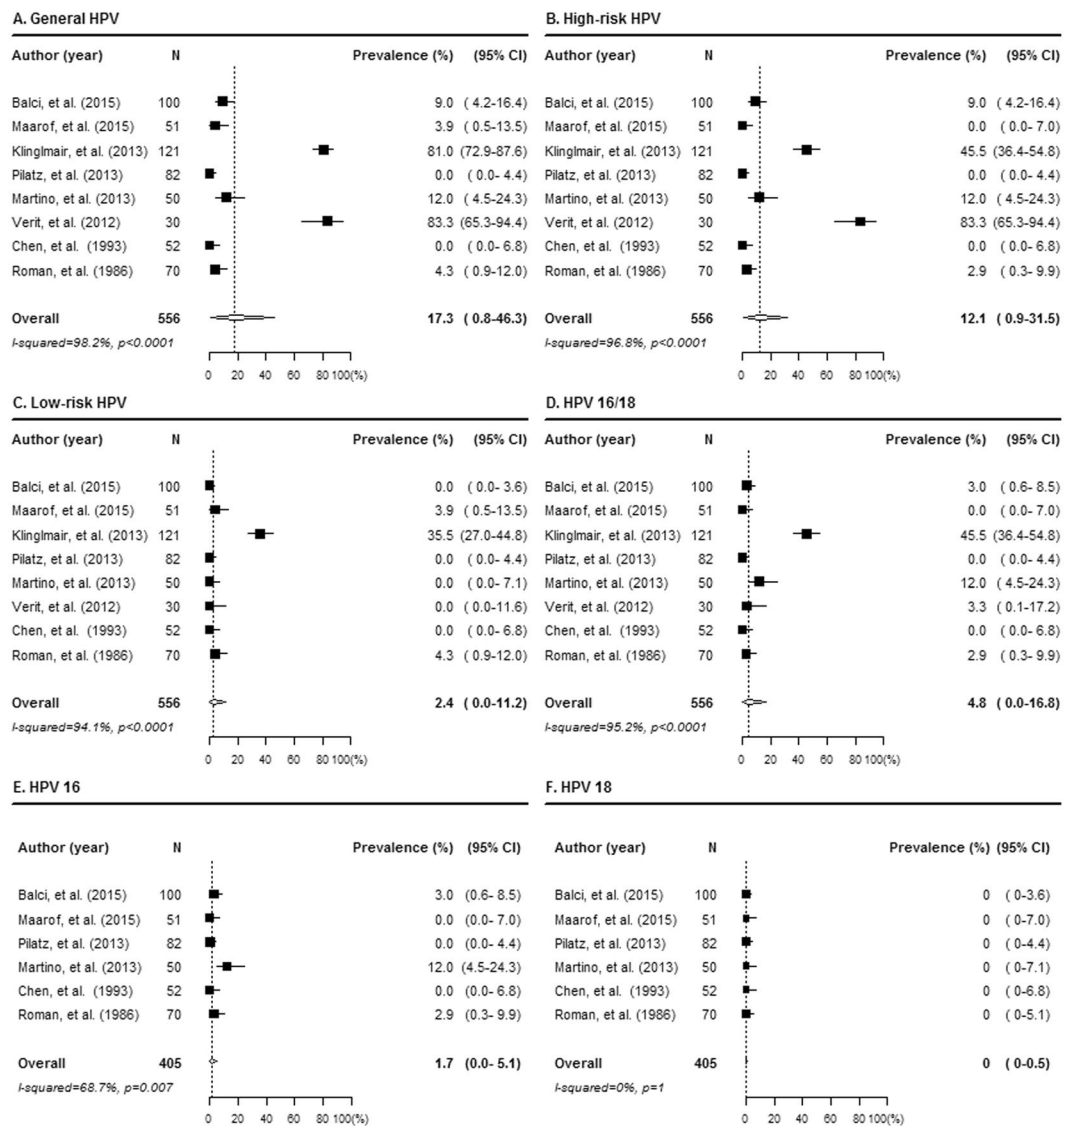 A. General HPV
Author (year) N Prevalence (%) (95% CI)
Balci, et al. (2015) 100 9.0 ( 4.2-16.4)
Maarof, et al. (2015) 51 3.9 ( 0.5-13.5)
Klinglmair, et al. (2013) 121 81.0 (72.9-87.6)
Pilatz, et al. (2013) 82 0.0 ( 0.0- 4.4)
Martino, et al. (2013) 50 12.0 ( 4.5-24.3)
Verit, et al. (2012) 30 83.3 (65.3-94.4)
Chen, et al. (1993) 52 0.0 ( 0.0- 6.8)
Roman, et al. (1986) 70 4.3 ( 0.9-12.0)
Overall 556 17.3 ( 0.8-46.3)
I-squared=98.2%, p<0.0001
0 20 40 60 80 100(%)
B. High-risk HPV
Author (year) N Prevalence (%) (95% CI)
Balci, et al. (2015) 100 9.0 ( 4.2-16.4)
Maarof, et al. (2015) 51 0.0 ( 0.0- 7.0)
Klinglmair, et al. (2013) 121 45.5 (36.4-54.8)
Pilatz, et al. (2013) 82 0.0 ( 0.0- 4.4)
Martino, et al. (2013) 50 12.0 ( 4.5-24.3)
Verit, et al. (2012) 30 83.3 (65.3-94.4)
Chen, et al. (1993) 52 0.0 ( 0.0- 6.8)
Roman, et al. (1986) 70 2.9 ( 0.3- 9.9)
Overall 556 12.1 ( 0.9-31.5)
I-squared=96.8%, p<0.0001
0 20 40 60 80 100(%)
C. Low-risk HPV
Author (year) N Prevalence (%) (95% CI)
Balci, et al. (2015) 100 0.0 ( 0.0- 3.6)
Maarof, et al. (2015) 51 3.9 ( 0.5-13.5)
Klinglmair, et al. (2013) 121 35.5 (27.0-44.8)
Pilatz, et al. (2013) 82 0.0 ( 0.0- 4.4)
Martino, et al. (2013) 50 0.0 ( 0.0- 7.1)
Verit, et al. (2012) 30 0.0 ( 0.0-11.6)
Chen, et al. (1993) 52 0.0 ( 0.0- 6.8)
Roman, et al. (1986) 70 4.3 ( 0.9-12.0)
Overall 556 2.4 ( 0.0-11.2)
I-squared=94.1%, p<0.0001
0 20 40 60 80 100(%)
D. HPV 16/18
Author (year) N Prevalence (%) (95% CI)
Balci, et al. (2015) 100 3.0 ( 0.6- 8.5)
Maarof, et al. (2015) 51 0.0 ( 0.0- 7.0)
Klinglmair, et al. (2013) 121 45.5 (36.4-54.8)
Pilatz, et al. (2013) 82 0.0 ( 0.0- 4.4)
Martino, et al. (2013) 50 12.0 ( 4.5-24.3)
Verit, et al. (2012) 30 3.3 ( 0.1-17.2)
Chen, et al. (1993) 52 0.0 ( 0.0- 6.8)
Roman, et al. (1986) 70 2.9 ( 0.3- 9.9)
Overall 556 4.8 ( 0.0-16.8)
I-squared=95.2%, p<0.0001
0 20 40 60 80 100(%)
E. HPV 16
Author (year) N Prevalence (%) (95% CI)
Balci, et al. (2015) 100 3.0 (0.6- 8.5)
Maarof, et al. (2015) 51 0.0 (0.0- 7.0)
Pilatz, et al. (2013) 82 0.0 (0.0- 4.4)
Martino, et al. (2013) 50 12.0 (4.5-24.3)
Chen, et al. (1993) 52 0.0 (0.0- 6.8)
Roman, et al. (1986) 70 2.9 (0.3- 9.9)
Overall 405 1.7 (0.0- 5.1)
I-squared=68.7%, p=0.007
0 20 40 60 80 100(%)
F. HPV 18
Author (year) N Prevalence (%) (95% CI)
Balci, et al. (2015) 100 0 ( 0-3.6)
Maarof, et al. (2015) 51 0 ( 0-7.0)
Pilatz, et al. (2013) 82 0 ( 0-4.4)
Martino, et al. (2013) 50 0 ( 0-7.1)
Chen, et al. (1993) 52 0 ( 0-6.8)
Roman, et al. (1986) 70 0 ( 0-5.1)
Overall 405 0 ( 0-0.5)
I-squared=0%, p=1
0 20 40 60 80 100(%)